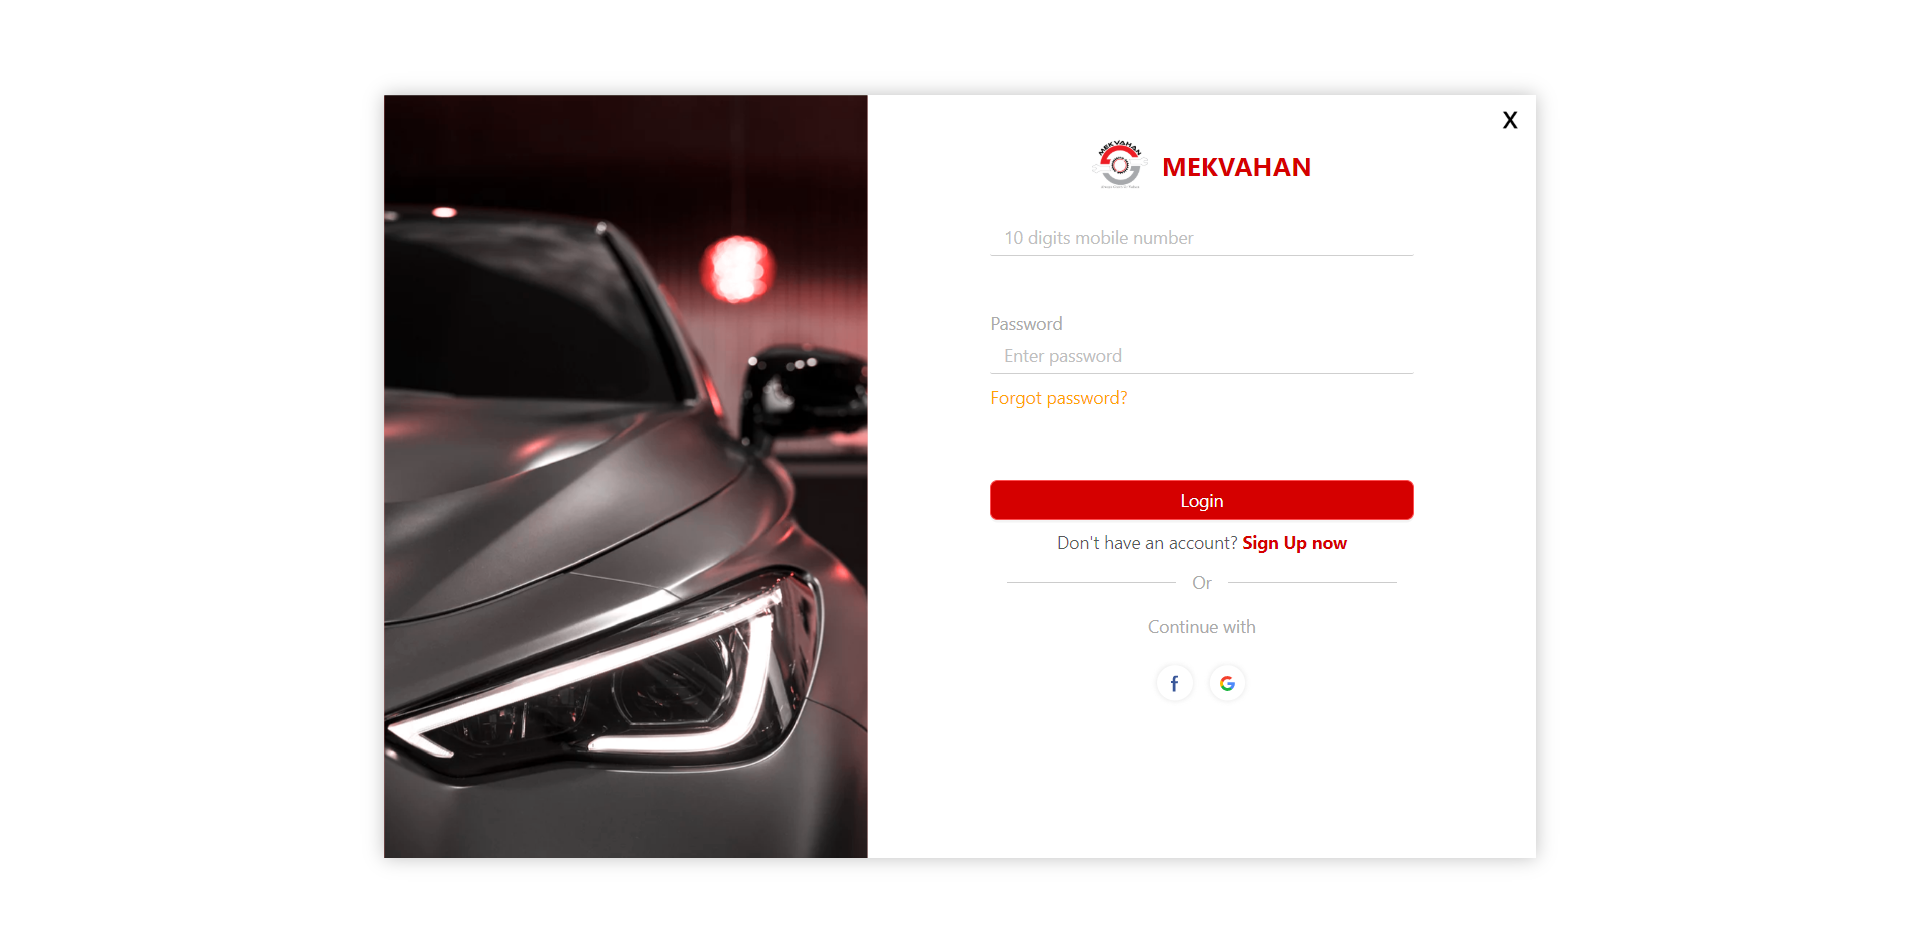 X
MEKVAHAN
MEKVAHAN
10 digits mobile number
Password
Enter password
Forgot password?
Login
Don't have an account? Sign Up now
Or
Continue with
f
G